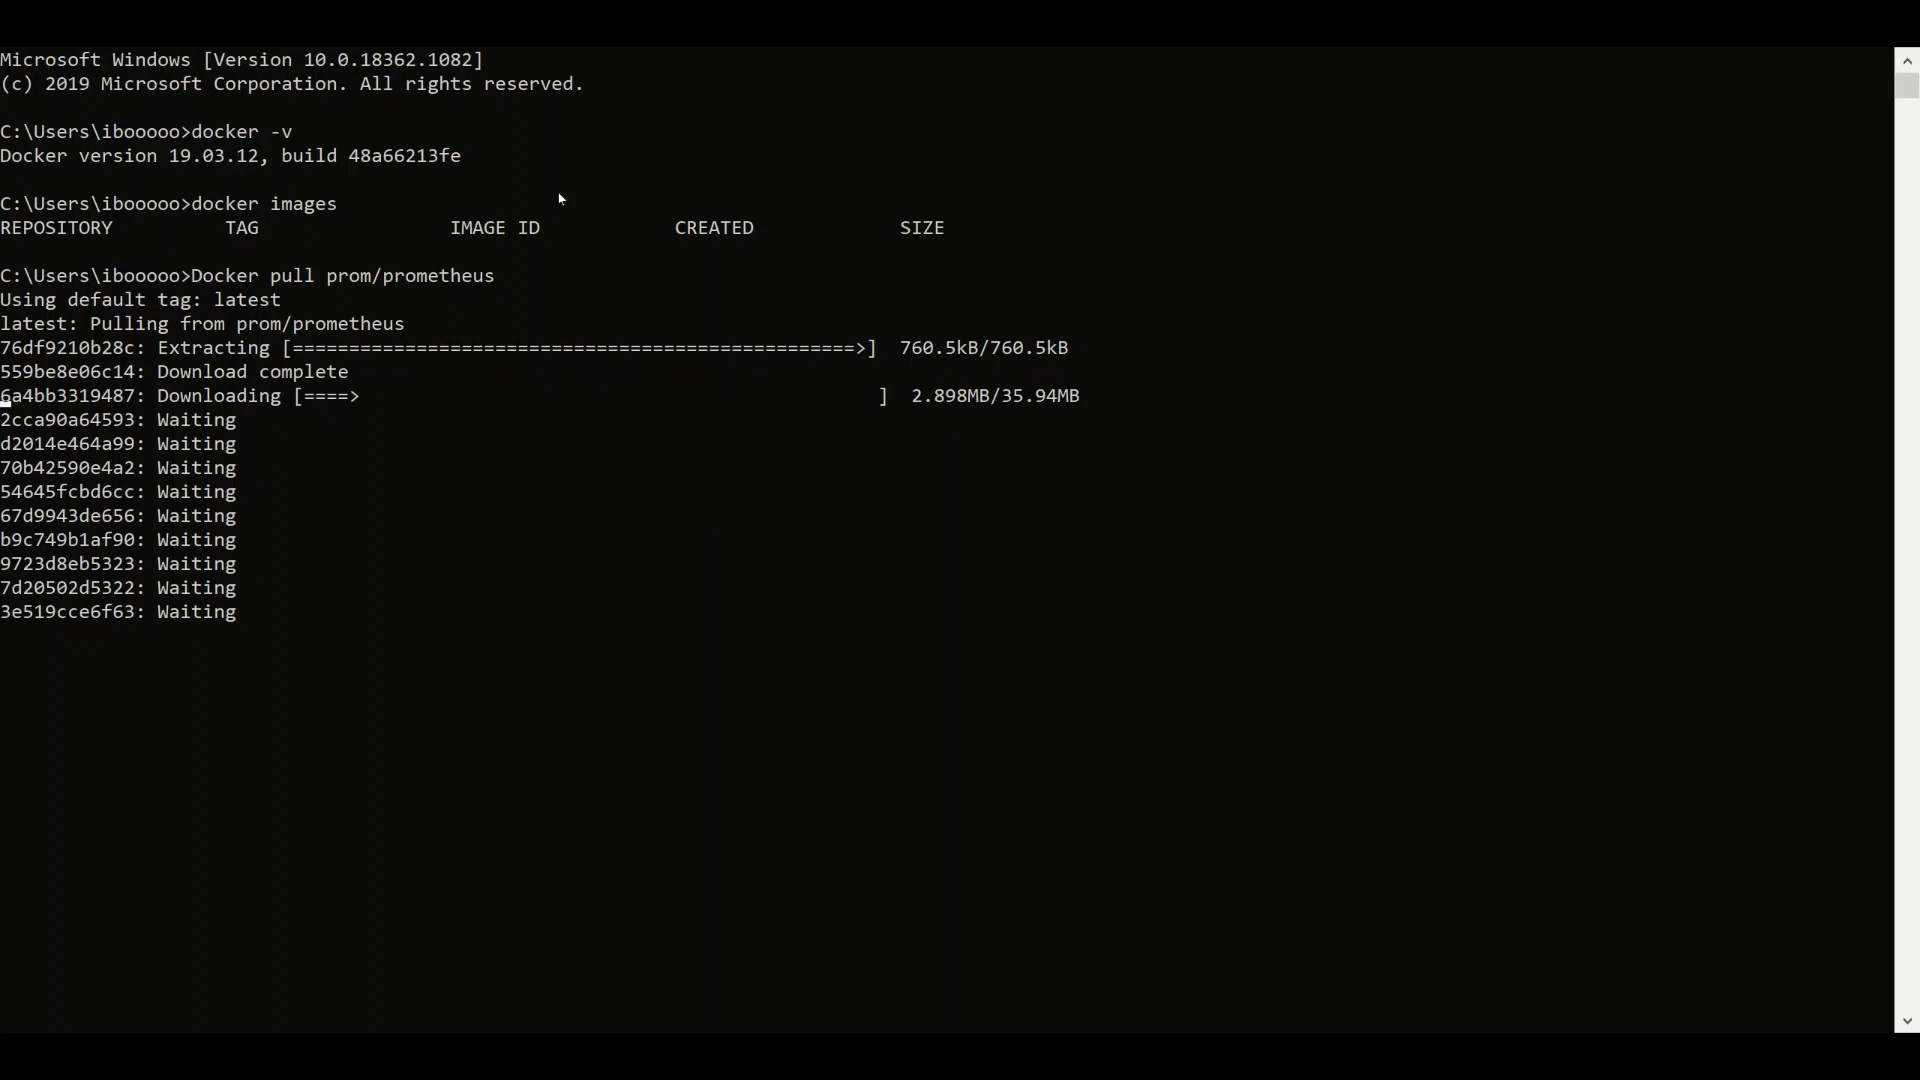 Microsoft Windows [Version 10.0.18362.1082]
(c) 2019 Microsoft Corporation. All rights reserved.
C:\Users\ibooooo>docker -v
Docker version 19.03.12, build 48a66213fe
C:\Users\ibooooo>docker images
REPOSITORY          TAG                 IMAGE ID            CREATED             SIZE
C:\Users\ibooooo>Docker pull prom/prometheus
Using default tag: latest
latest: Pulling from prom/prometheus
76df9210b28c: Extracting [==================================================>]  760.5kB/760.5kB
559be8e06c14: Download complete
6a4bb3319487: Downloading [====>                                              ]  2.898MB/35.94MB
2cca90a64593: Waiting
d2014e464a99: Waiting
70b42590e4a2: Waiting
54645fcbd6cc: Waiting
67d9943de656: Waiting
b9c749b1af90: Waiting
9723d8eb5323: Waiting
7d20502d5322: Waiting
3e519cce6f63: Waiting